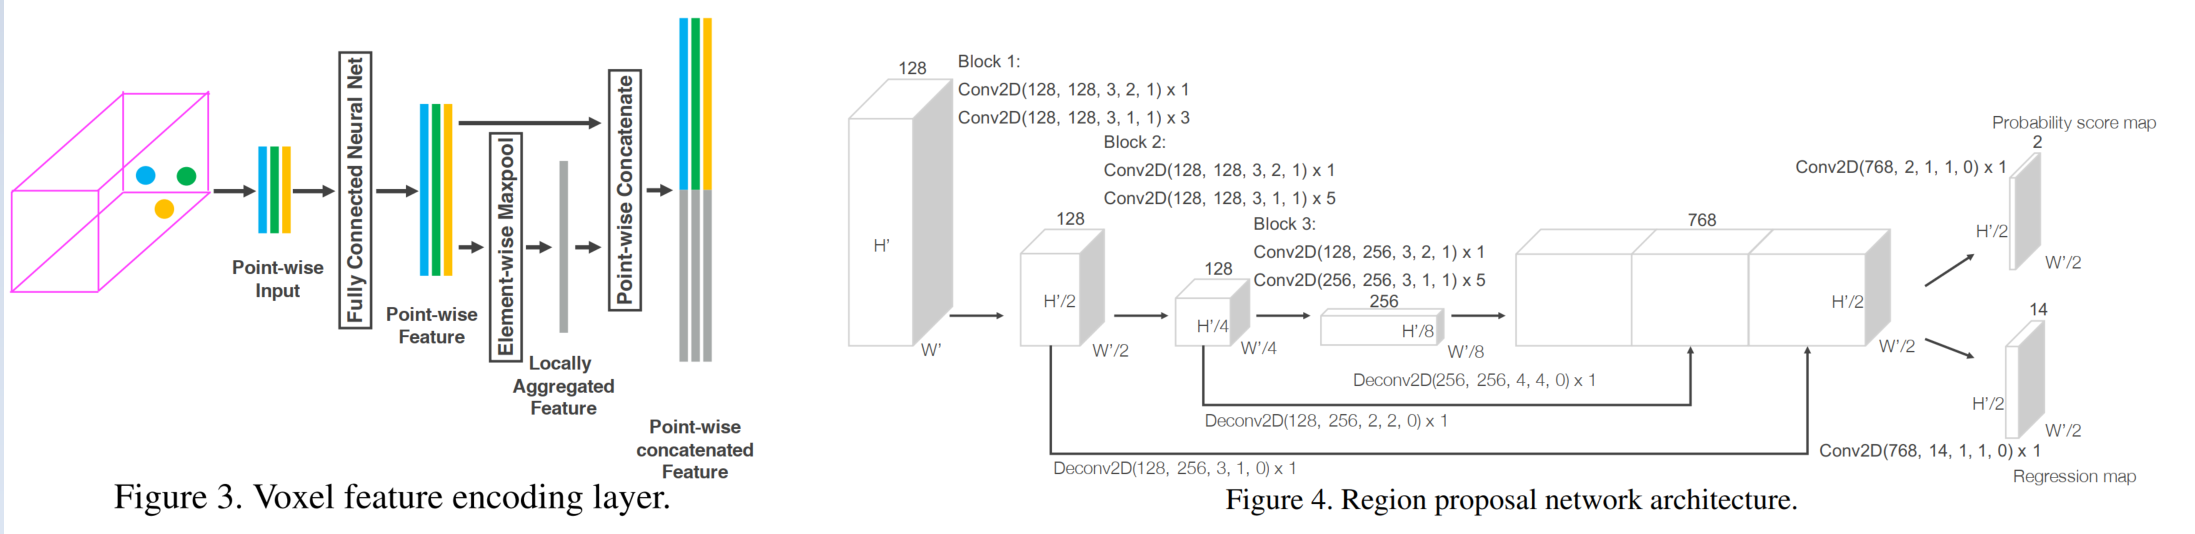 Point-wise
Input
Fully Connected Neural Net
Point-wise
Feature
Element-wise Maxpool
Locally
Aggregated
Feature
Point-wise Concatenate
Point-wise
concatenated
Feature
Figure 3. Voxel feature encoding layer.
128
H'
W'
Block 1:
Conv2D(128, 128, 3, 2, 1) x 1
Conv2D(128, 128, 3, 1, 1) x 3
Block 2:
Conv2D(128, 128, 3, 2, 1) x 1
Conv2D(128, 128, 3, 1, 1) x 5
128
H'/2
W'/2
Block 3:
Conv2D(128, 256, 3, 2, 1) x 1
Conv2D(256, 256, 3, 1, 1) x 5
128
H'/4
W'/4
256
H'/8
W'/8
768
H'/2
W'/2
Deconv2D(256, 256, 4, 4, 0) x 1
Deconv2D(128, 256, 2, 2, 0) x 1
Deconv2D(128, 256, 3, 1, 0) x 1
Probability score map
2
Conv2D(768, 2, 1, 1, 0) x 1
H'/2
W'/2
14
H'/2
W'/2
Conv2D(768, 14, 1, 1, 0) x 1
Regression map
Figure 4. Region proposal network architecture.